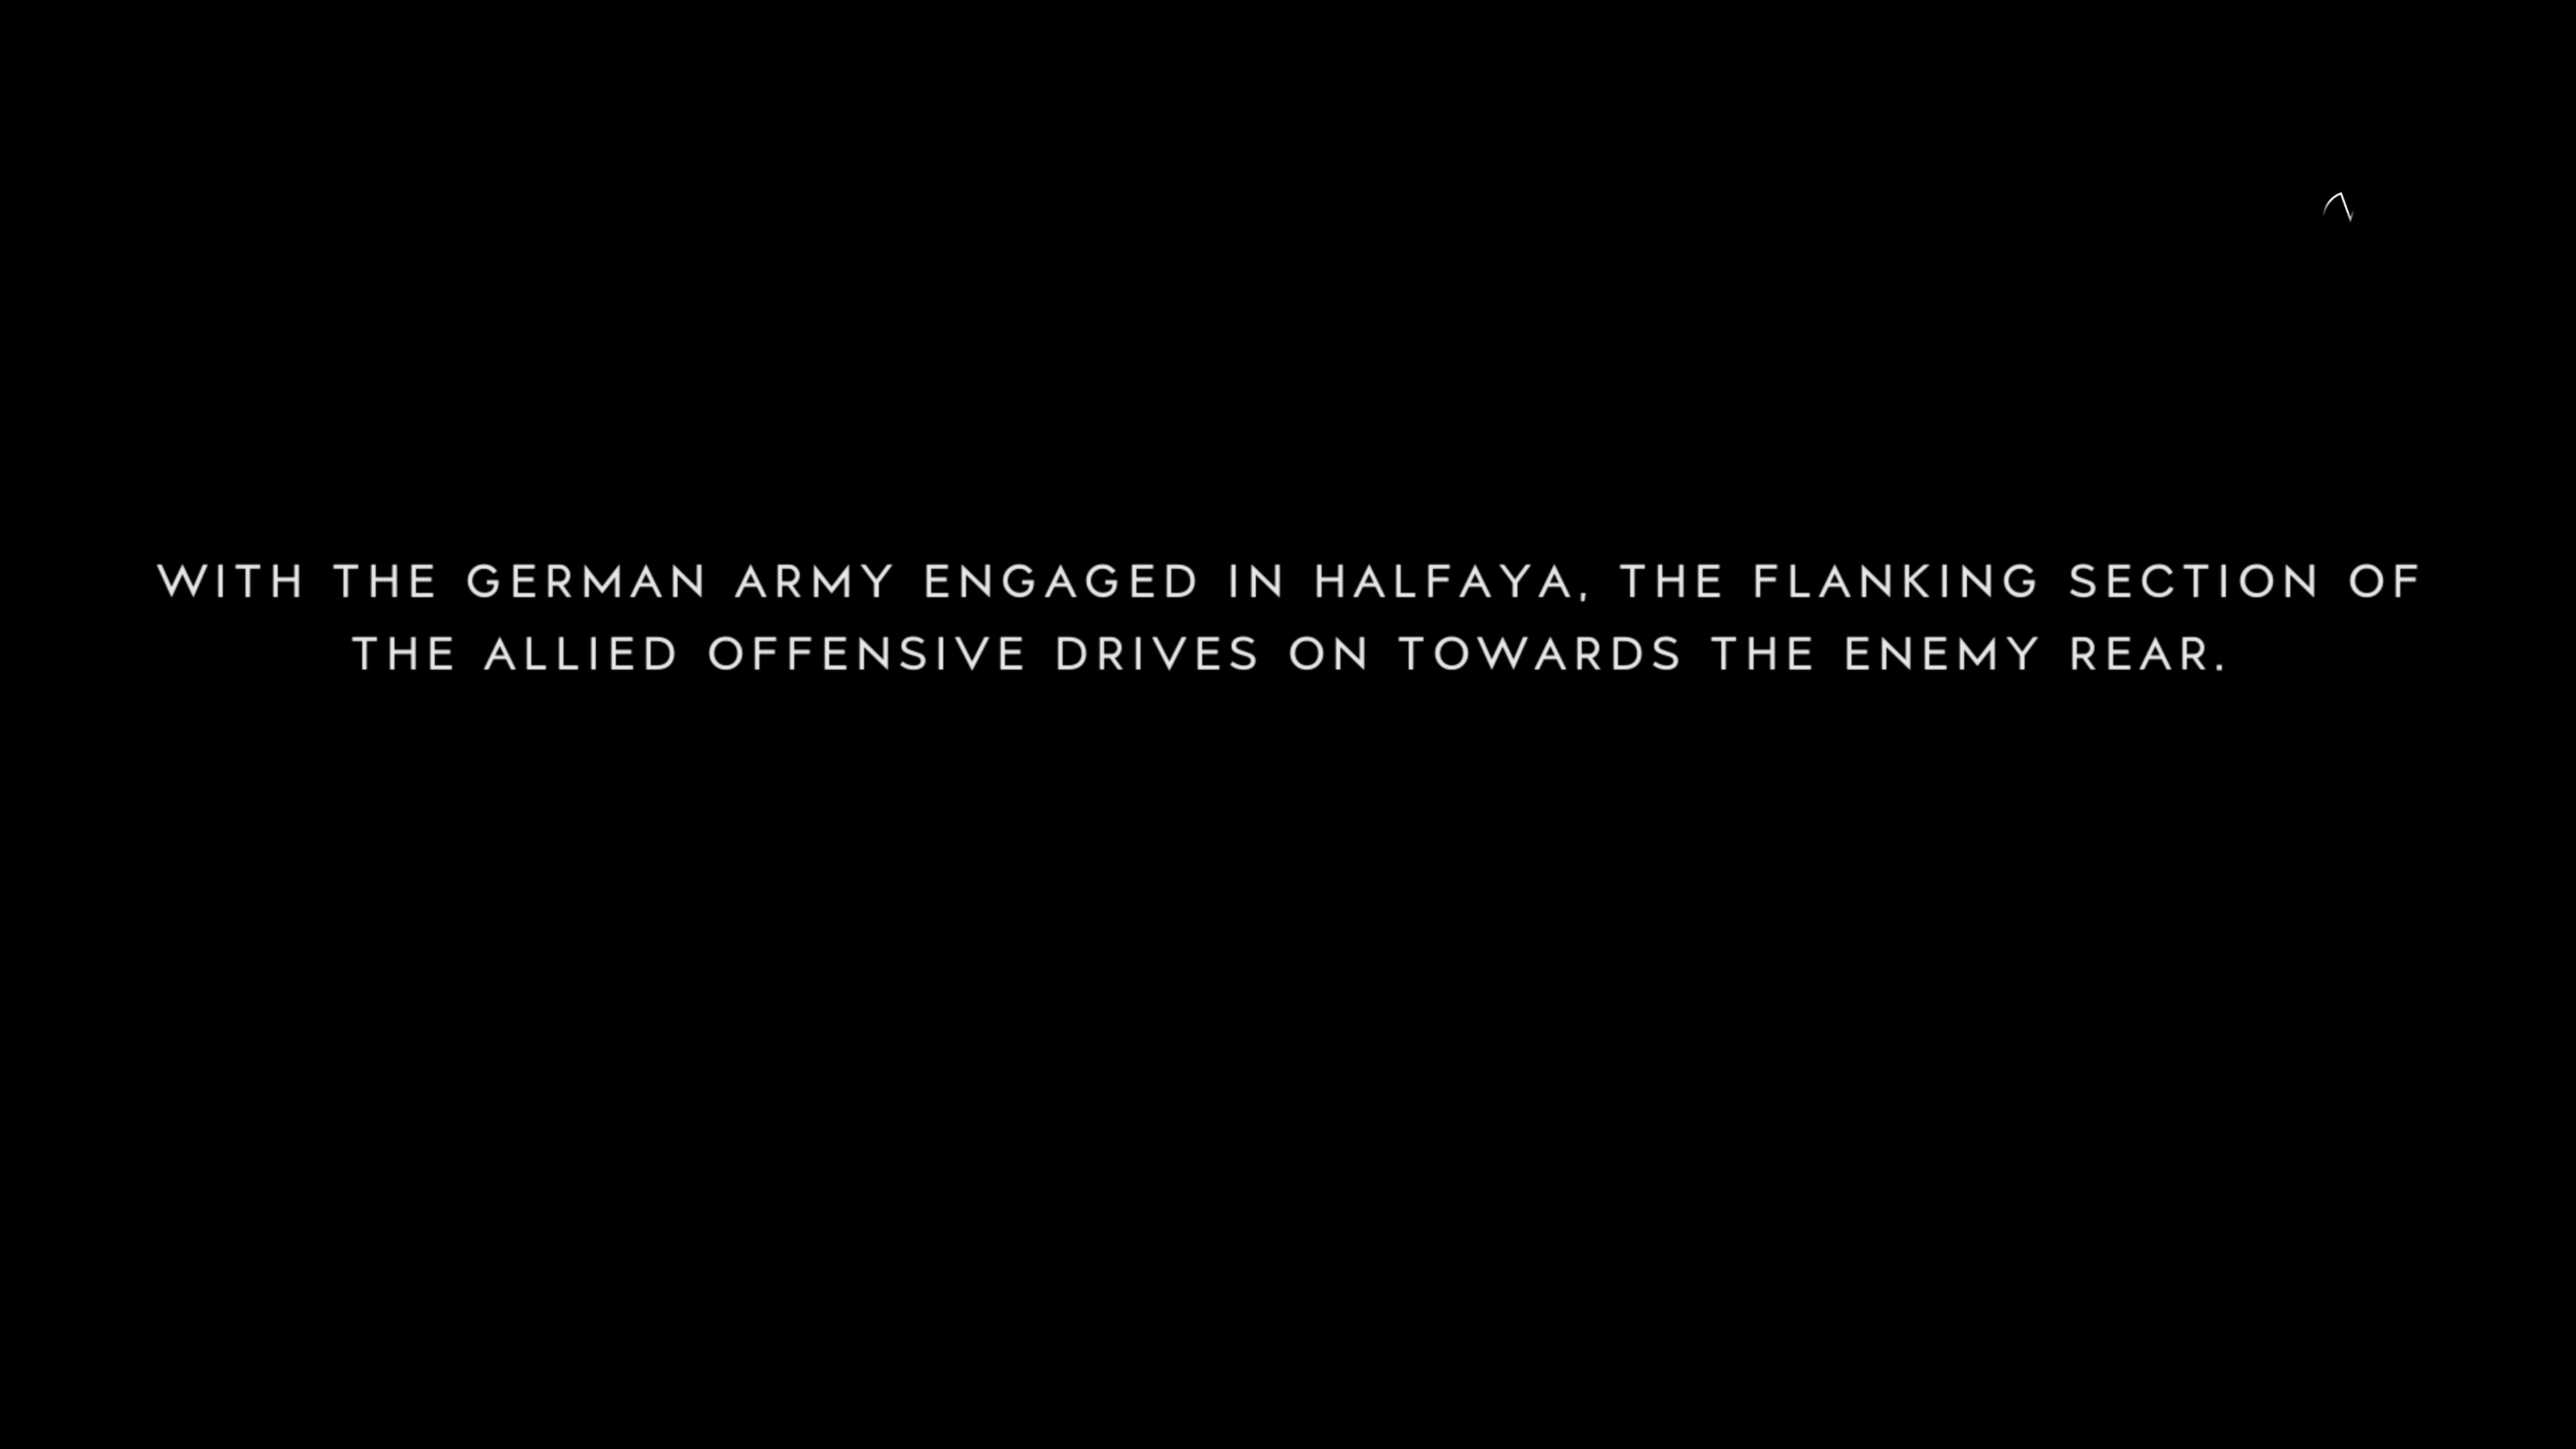 WITH THE GERMAN ARMY ENGAGED IN HALFAYA, THE FLANKING SECTION OF
THE ALLIED OFFENSIVE DRIVES ON TOWARDS THE ENEMY REAR.